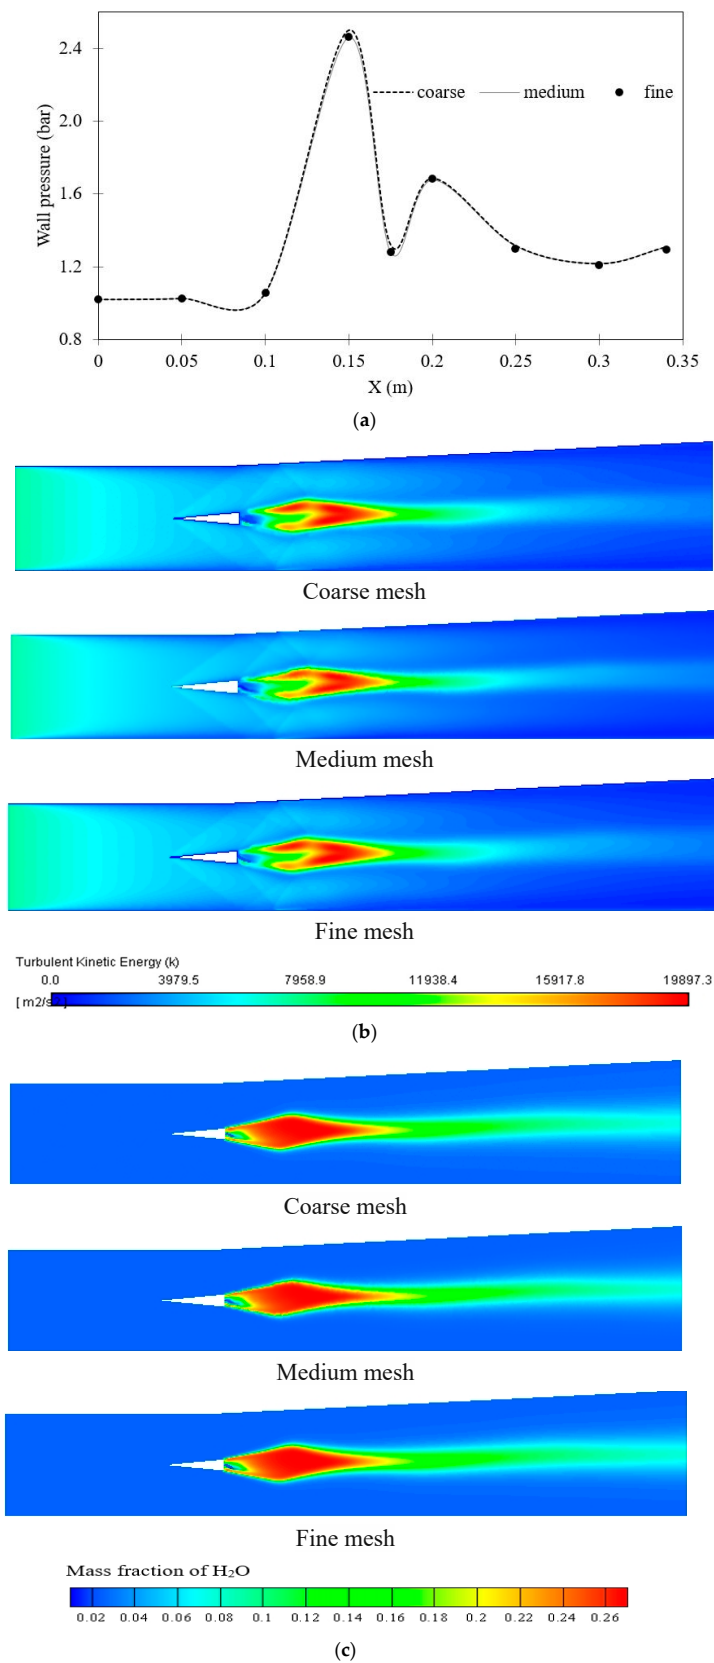 2.4
2.0
1.6
1.2
0.8
Wall pressure (bar)
coarse medium fine
0 0.05 0.1 0.15 0.2 0.25 0.3 0.35
X (m)
(a)
Coarse mesh
Medium mesh
Fine mesh
Turbulent Kinetic Energy (k)
0.0 3979.5 7958.9 11938.4 15917.8 19897.3
[ m2/s
(b)
Coarse mesh
Medium mesh
Fine mesh
Mass fraction of H₂O
0.02 0.04 0.06 0.08 0.1 0.12 0.14 0.16 0.18 0.2 0.22 0.24 0.26
(c)